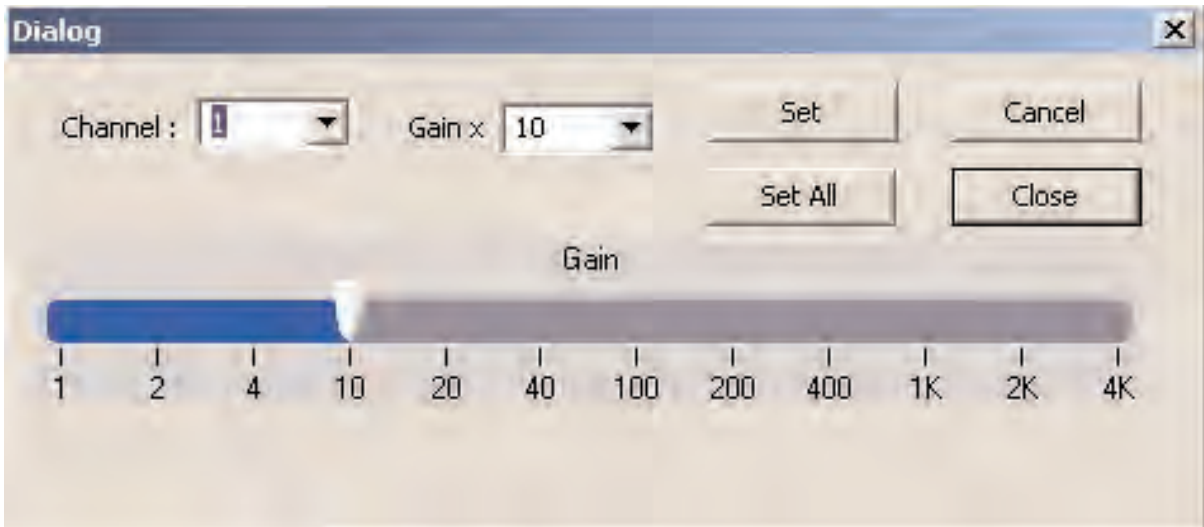 Dialog
Channel : 1 Gain x 10 Set Cancel
Set All Close
Gain
1 2 4 10 20 40 100 200 400 1K 2K 4K